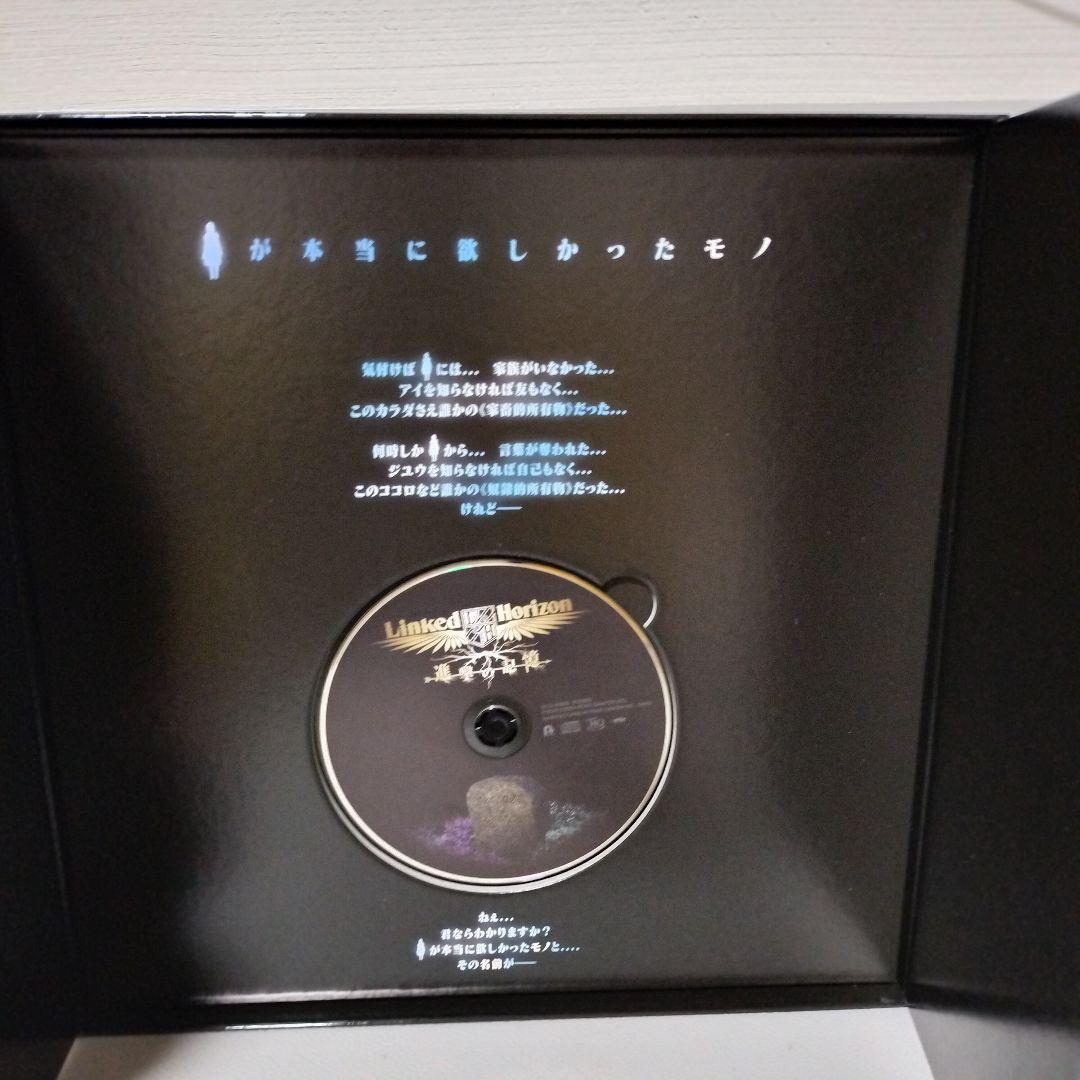 が本当に欲しかったモノ
気付けば には... 家族がいなかった...
アイを知らなければ友もなく...
このカラダさえ誰かの《家畜的所有物》だった...
何時しか から... 言葉が奪われた...
ジユウを知らなければ自己もなく...
このココロなど誰かの《奴隷的所有物》だった...
けれど──
Linked Horizon
進撃の記憶
ねぇ...
君ならわかりますか?
が本当に欲しかったモノと....
その名前が──